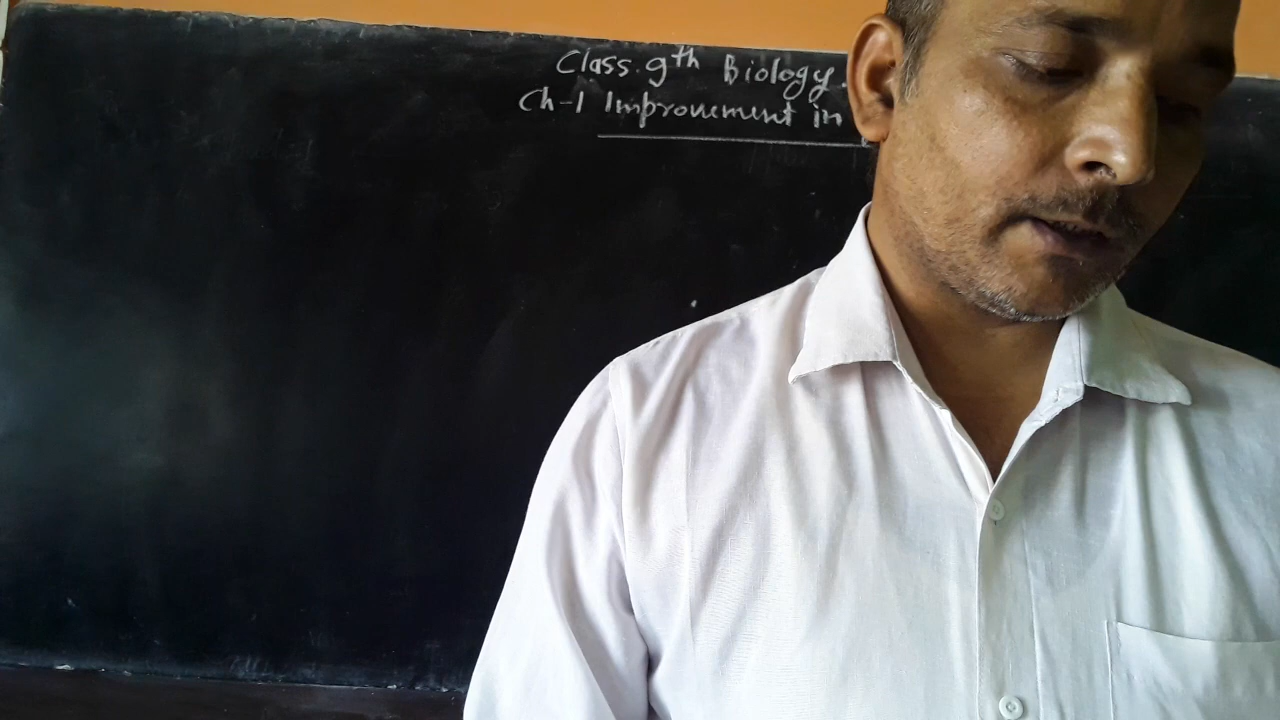 Class. 9th Biology.
Ch-1 Improvement in